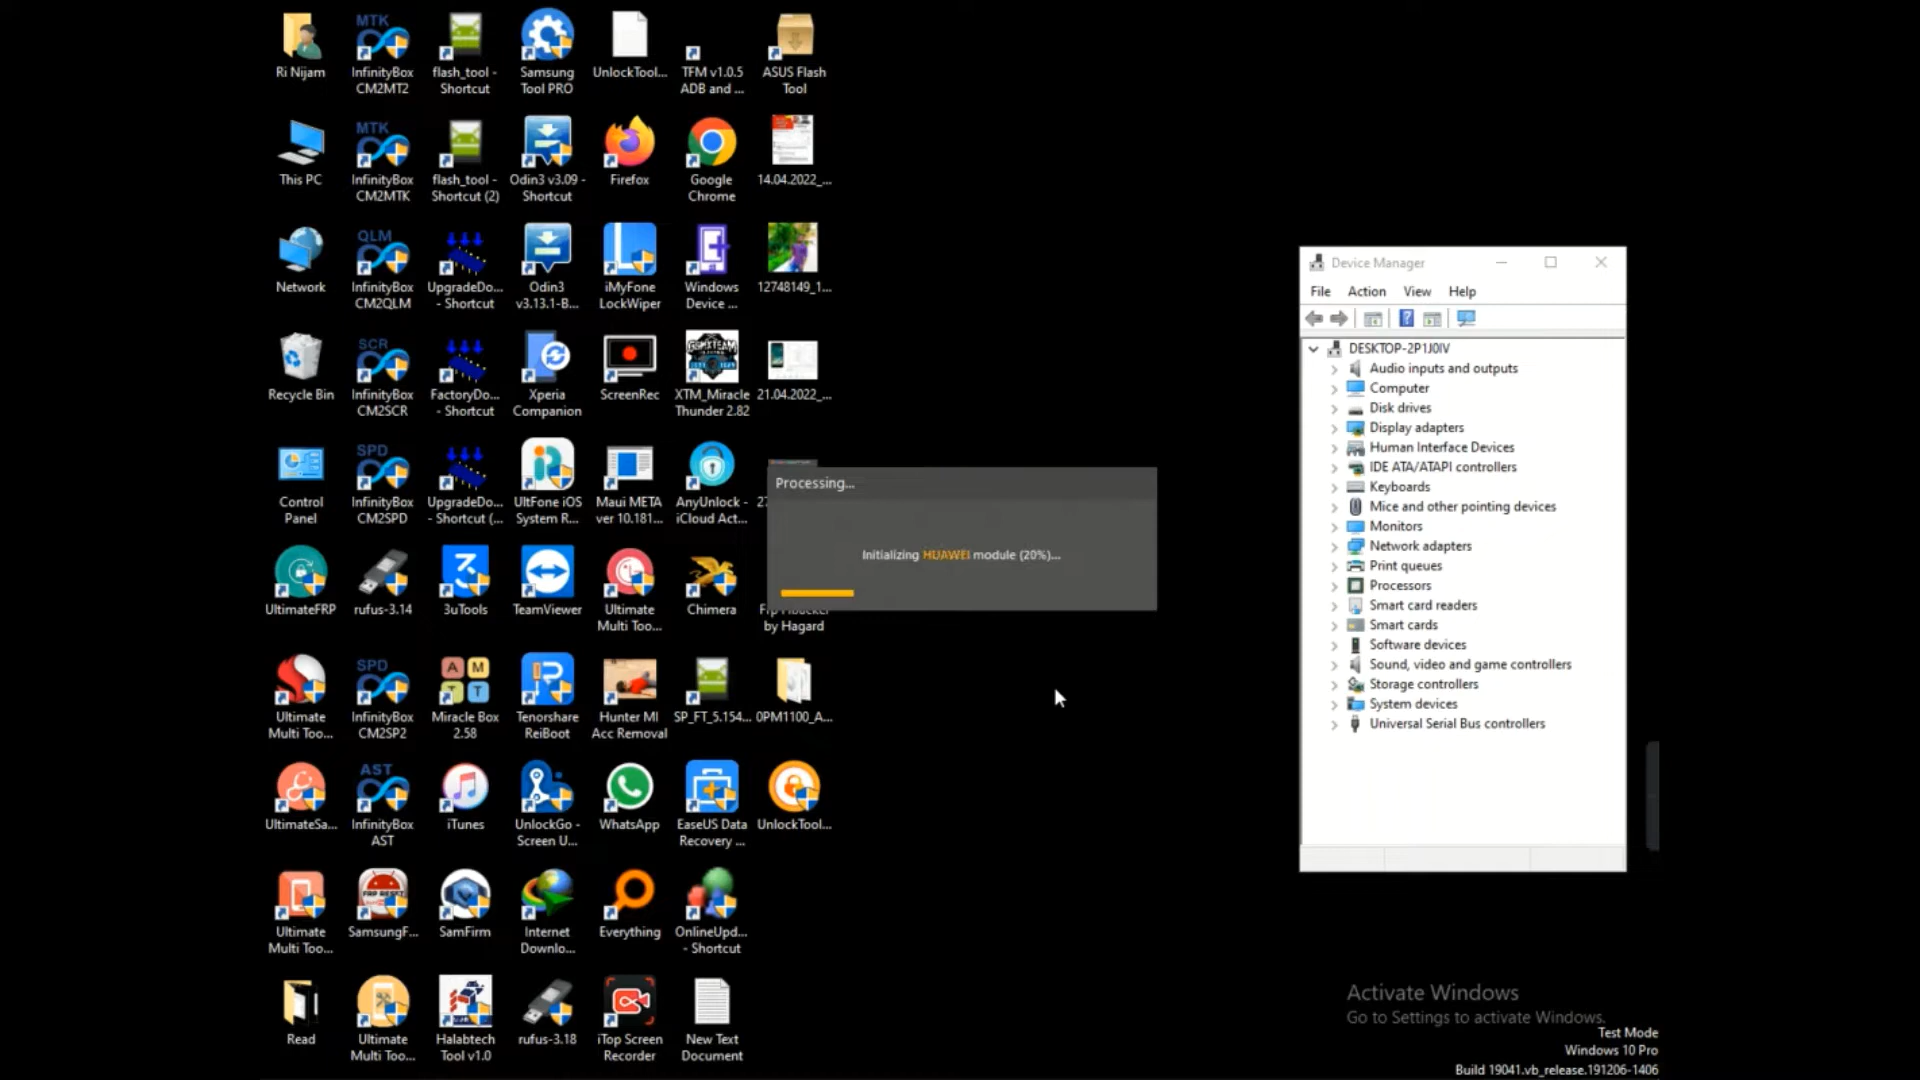 Ri Nijam
MTK
InfinityBox
CM2MT2
flash_tool -
Shortcut
Samsung
Tool PRO
UnlockTool...
TFM v1.0.5
ADB and ...
ASUS Flash
Tool
This PC
MTK
InfinityBox
CM2MTK
flash_tool -
Shortcut (2)
Odin3 v3.09 -
Shortcut
Firefox
Google
Chrome
14.04.2022_...
Network
QLM
InfinityBox
CM2QLM
UpgradeDo...
- Shortcut
Odin3
v3.13.1-B...
iMyFone
LockWiper
Windows
Device ...
12748149_1...
Recycle Bin
SCR
InfinityBox
CM2SCR
FactoryDo...
- Shortcut
Xperia
Companion
ScreenRec
XTM_Miracle
Thunder 2.82
21.04.2022_...
Control
Panel
SPD
InfinityBox
CM2SPD
UpgradeDo...
- Shortcut (...
UltFone iOS
System R...
Maui META
ver 10.181...
AnyUnlock -
iCloud Act...
UltimateFRP
rufus-3.14
3uTools
TeamViewer
Ultimate
Multi Too...
Chimera
by Hagard
Ultimate
Multi Too...
SPD
InfinityBox
CM2SP2
A M T T
Miracle Box
2.58
Tenorshare
ReiBoot
Hunter MI
Acc Removal
SP_FT_5.154...
0PM1100_A...
UltimateSa...
AST
InfinityBox
AST
iTunes
UnlockGo -
Screen U...
WhatsApp
EaseUS Data
Recovery ...
UnlockTool...
Ultimate
Multi Too...
FRP RESET
SamsungF...
SamFirm
Internet
Downlo...
Everything
OnlineUpd...
- Shortcut
Read
Ultimate
Multi Too...
Halabtech
Tool v1.0
rufus-3.18
iTop Screen
Recorder
New Text
Document
Processing...
Initializing HUAWEI module (20%)...
Device Manager
File Action View Help
DESKTOP-2P1J0IV
Audio inputs and outputs
Computer
Disk drives
Display adapters
Human Interface Devices
IDE ATA/ATAPI controllers
Keyboards
Mice and other pointing devices
Monitors
Network adapters
Print queues
Processors
Smart card readers
Smart cards
Software devices
Sound, video and game controllers
Storage controllers
System devices
Universal Serial Bus controllers
Activate Windows
Go to Settings to activate Windows.
Test Mode
Windows 10 Pro
Build 19041.vb_release.191206-1406